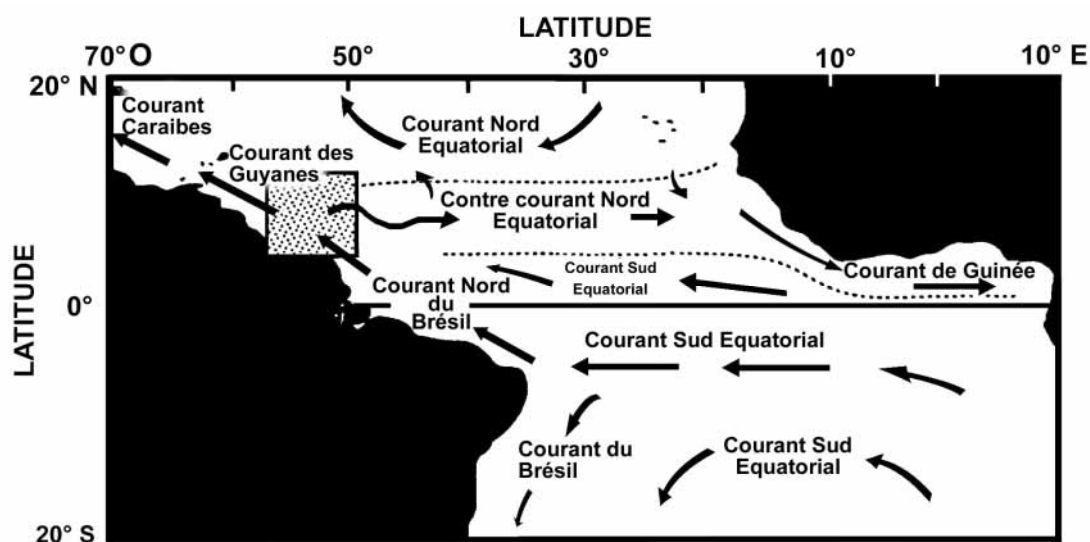 LATITUDE
70° O
50°
30°
10°
10° E
20° N
Courant
Caraibes
Courant Nord
Equatorial
Courant des
Guyanes
Contre courant Nord
Equatorial
Courant Sud
Equatorial
Courant de Guinée
Courant Nord
du
Brésil
0°
LATITUDE
Courant Sud Equatorial
Courant du
Brésil
Courant Sud
Equatorial
20° S